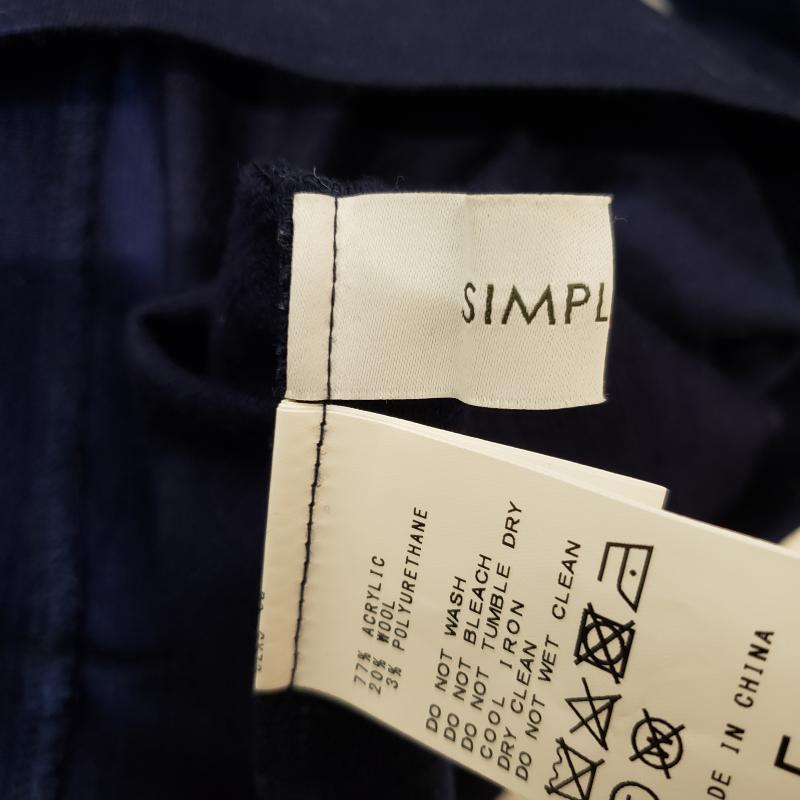 SIMPL
77% ACRYLIC
20% WOOL
3% POLYURETHANE
DO NOT WASH
DO NOT BLEACH
DO NOT TUMBLE DRY
COOL IRON
DRY CLEAN
DO NOT WET CLEAN
DE IN CHINA